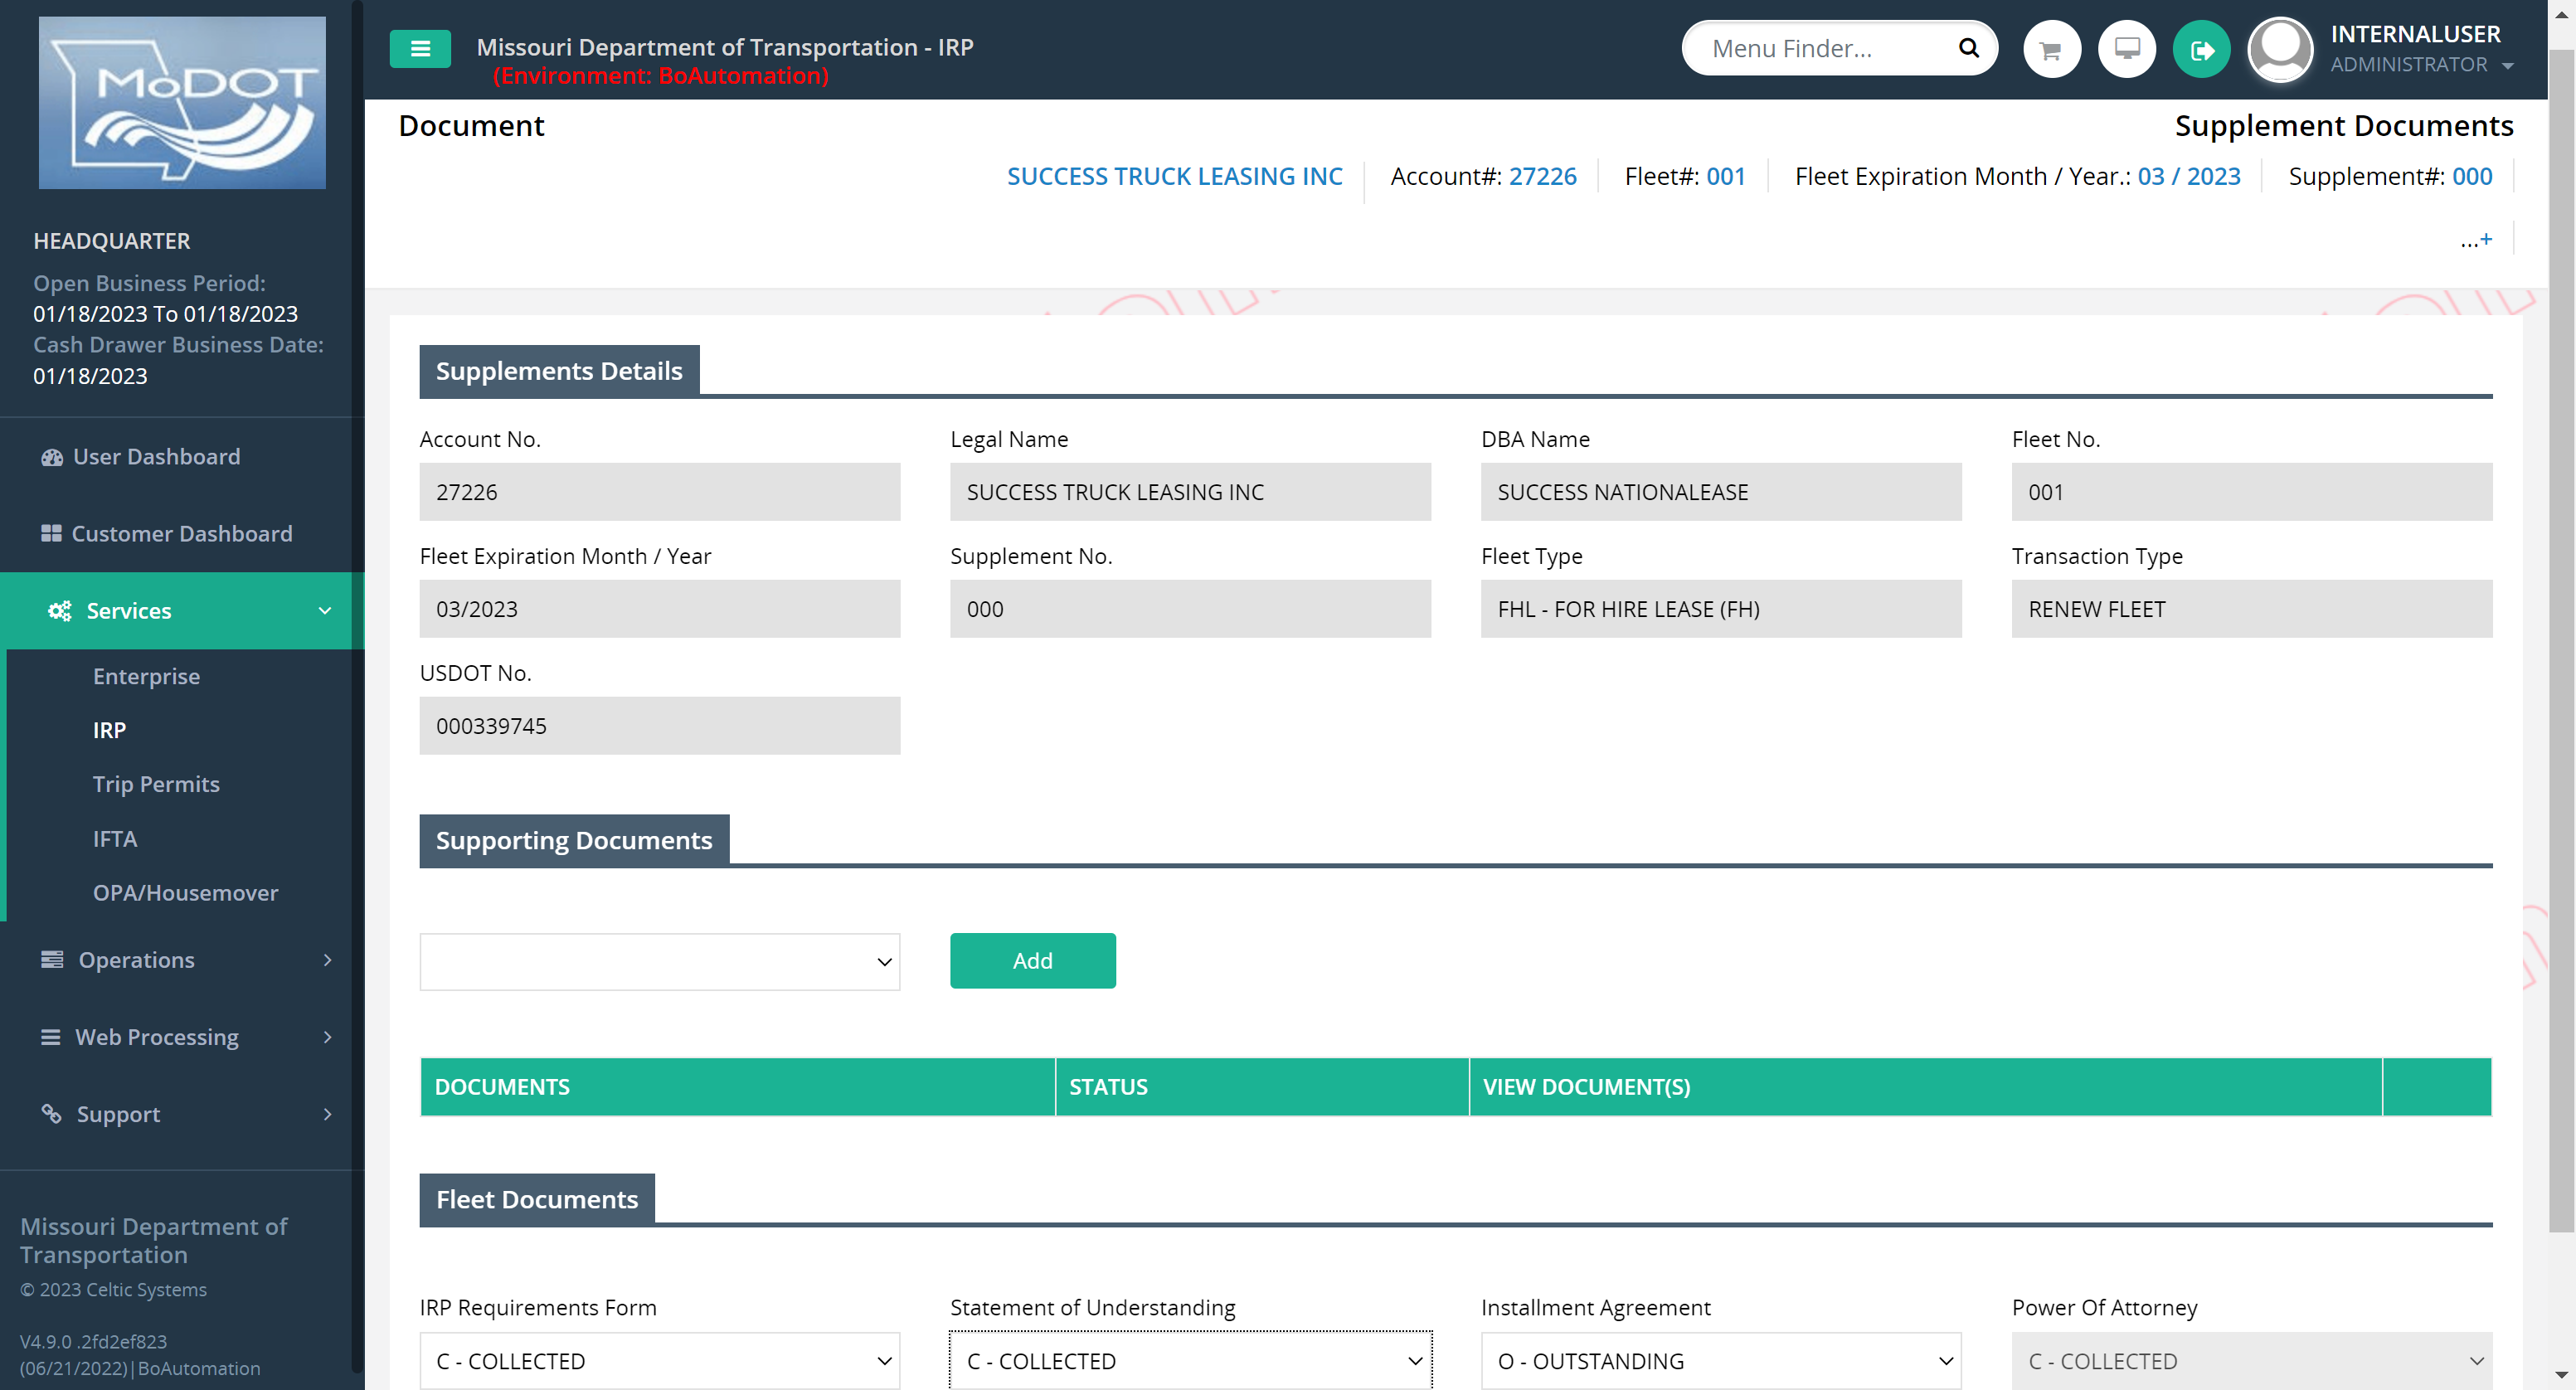 MoDOT
Missouri Department of Transportation - IRP
(Environment: BoAutomation)
Menu Finder...
INTERNALUSER
ADMINISTRATOR
Document
Supplement Documents
SUCCESS TRUCK LEASING INC
Account#: 27226
Fleet#: 001
Fleet Expiration Month / Year.: 03 / 2023
Supplement#: 000
...+
HEADQUARTER
Open Business Period:
01/18/2023 To 01/18/2023
Cash Drawer Business Date:
01/18/2023
User Dashboard
Customer Dashboard
Services
Enterprise
IRP
Trip Permits
IFTA
OPA/Housemover
Operations
Web Processing
Support
Missouri Department of
Transportation
© 2023 Celtic Systems
V4.9.0 .2fd2ef823
(06/21/2022)|BoAutomation
Supplements Details
Account No.
Legal Name
DBA Name
Fleet No.
27226
SUCCESS TRUCK LEASING INC
SUCCESS NATIONALEASE
001
Fleet Expiration Month / Year
Supplement No.
Fleet Type
Transaction Type
03/2023
000
FHL - FOR HIRE LEASE (FH)
RENEW FLEET
USDOT No.
000339745
Supporting Documents
Add
DOCUMENTS
STATUS
VIEW DOCUMENT(S)
Fleet Documents
IRP Requirements Form
Statement of Understanding
Installment Agreement
Power Of Attorney
C - COLLECTED
C - COLLECTED
O - OUTSTANDING
C - COLLECTED